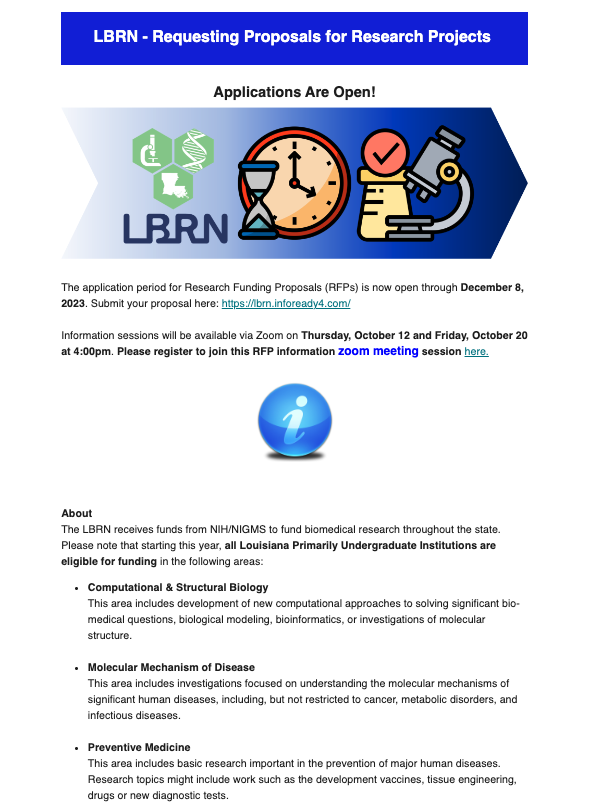 LBRN - Requesting Proposals for Research Projects
Applications Are Open!
LBRN
The application period for Research Funding Proposals (RFPs) is now open through December 8,
2023. Submit your proposal here: https://lbrn.infoready4.com/
Information sessions will be available via Zoom on Thursday, October 12 and Friday, October 20
at 4:00pm. Please register to join this RFP information zoom meeting session here.
i
About
The LBRN receives funds from NIH/NIGMS to fund biomedical research throughout the state.
Please note that starting this year, all Louisiana Primarily Undergraduate Institutions are
eligible for funding in the following areas:
• Computational & Structural Biology
This area includes development of new computational approaches to solving significant bio-
medical questions, biological modeling, bioinformatics, or investigations of molecular
structure.
• Molecular Mechanism of Disease
This area includes investigations focused on understanding the molecular mechanisms of
significant human diseases, including, but not restricted to cancer, metabolic disorders, and
infectious diseases.
• Preventive Medicine
This area includes basic research important in the prevention of major human diseases.
Research topics might include work such as the development vaccines, tissue engineering,
drugs or new diagnostic tests.